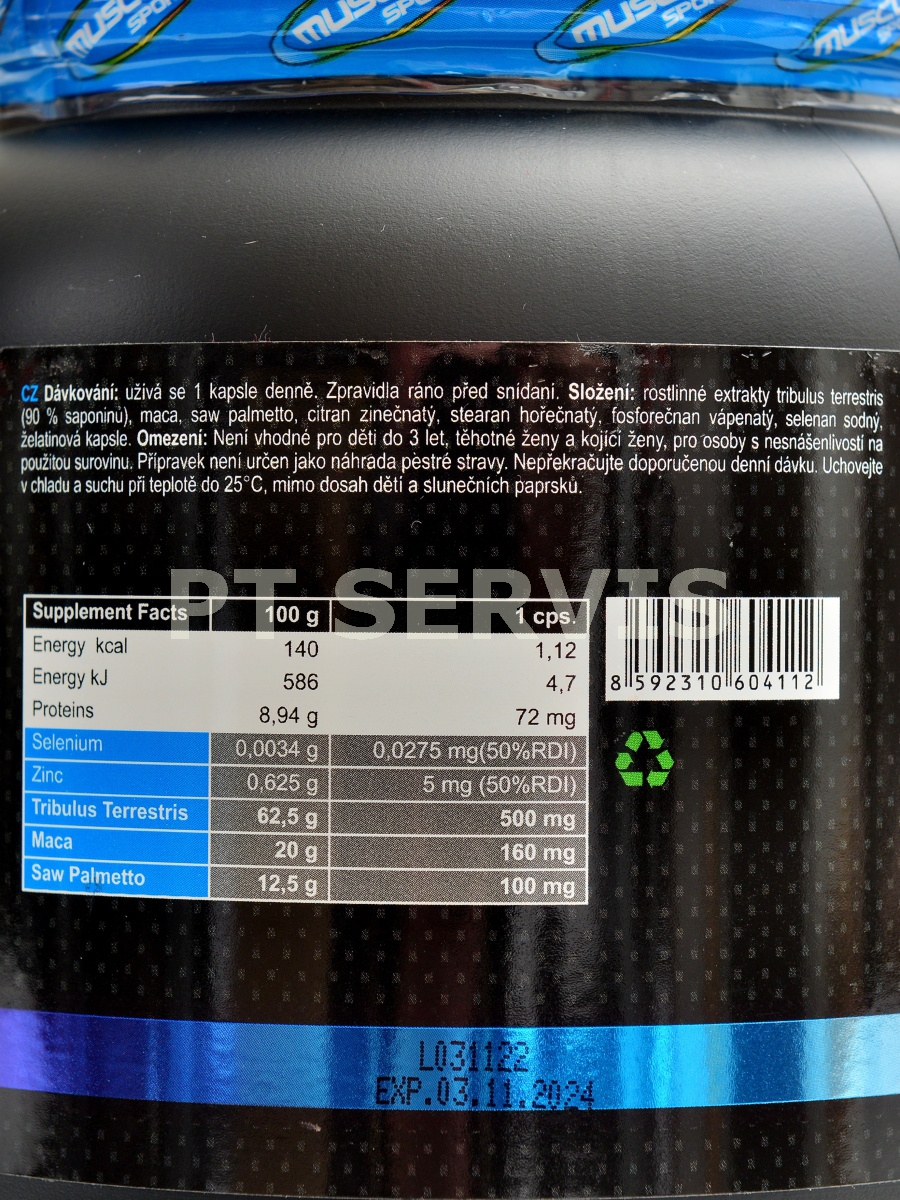 MUSCLE SPORT
CZ Dávkování: užívá se 1 kapsle denně. Zpravidla ráno před snídaní. Složení: rostlinné extrakty tribulus terrestris
(90 % saponinů), maca, saw palmetto, citran zinečnatý, stearan hořečnatý, fosforečnan vápenatý, selenan sodný,
želatinová kapsle. Omezení: Není vhodné pro děti do 3 let, těhotné ženy a kojící ženy, pro osoby s nesnášenlivostí na
použitou surovinu. Přípravek není určen jako náhrada pestré stravy. Nepřekračujte doporučenou denní dávku. Uchovejte
v chladu a suchu při teplotě do 25°C, mimo dosah dětí a slunečních paprsků.
PT SERVIS
Supplement Facts 100 g 1 cps.
Energy kcal 140 1,12
Energy kJ 586 4,7
Proteins 8,94 g 72 mg
Selenium 0,0034 g 0,0275 mg(50%RDI)
Zinc 0,625 g 5 mg (50%RDI)
Tribulus Terrestris 62,5 g 500 mg
Maca 20 g 160 mg
Saw Palmetto 12,5 g 100 mg
8 592310 604112
L031122
EXP.03.11.2024